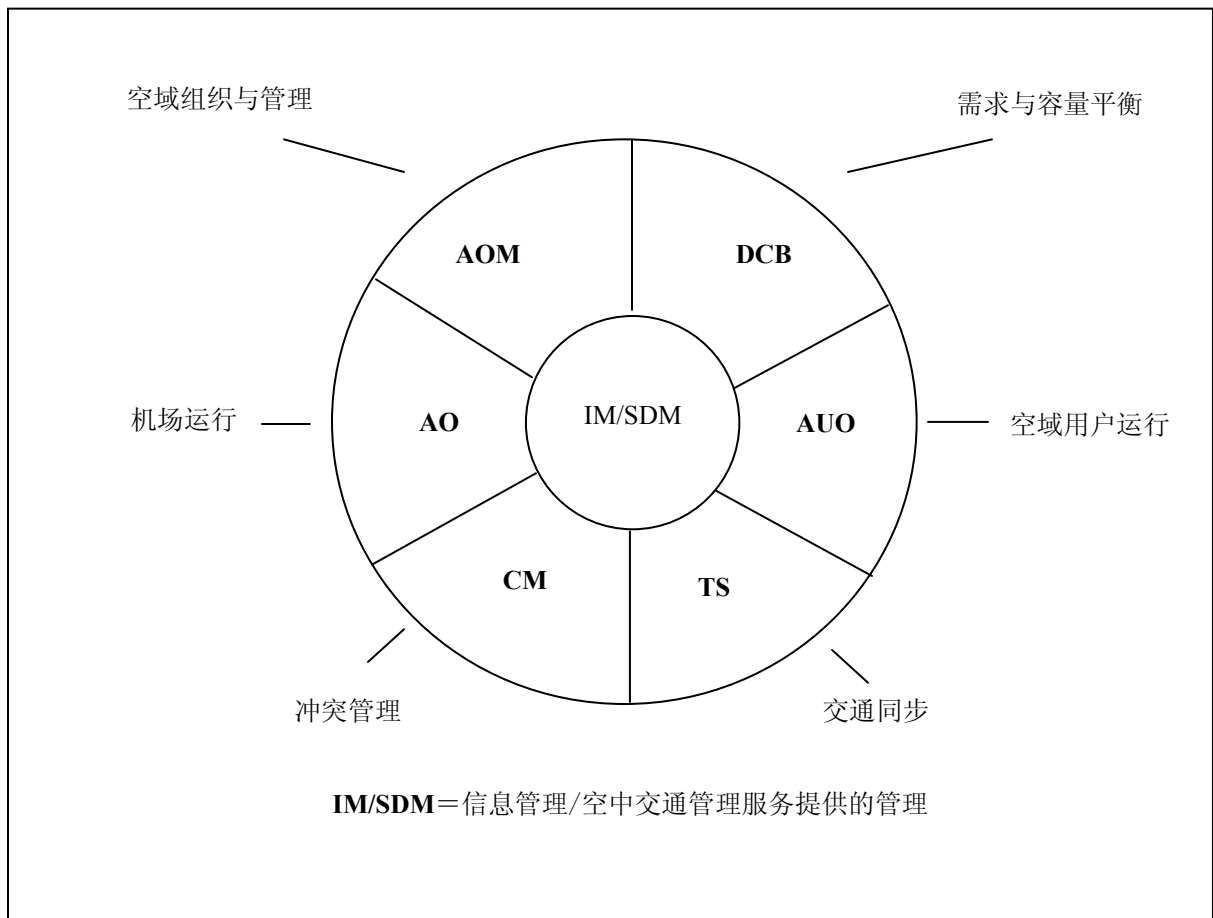 空域组织与管理
需求与容量平衡
AOM
DCB
机场运行
AO
IM/SDM
AUO
空域用户运行
CM
TS
冲突管理
交通同步
IM/SDM＝信息管理/空中交通管理服务提供的管理